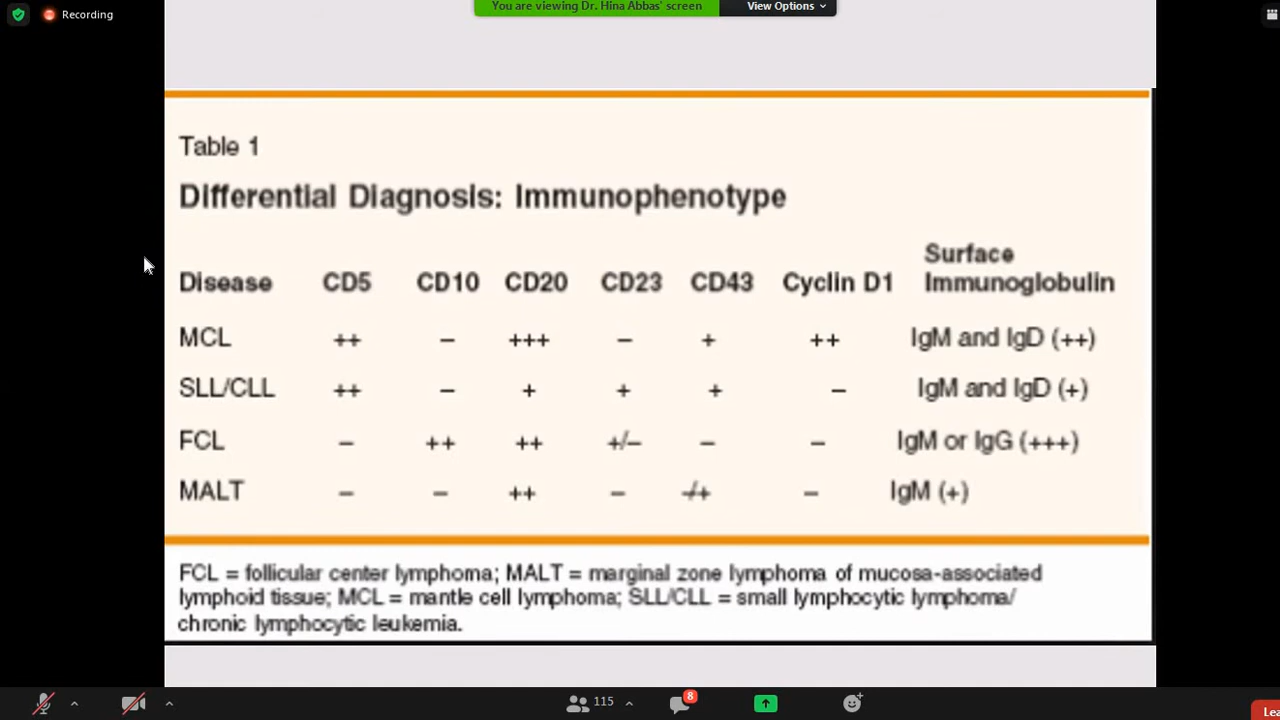 You are viewing Dr. Hina Abbas' screen
View Options
Recording
Table 1
Differential Diagnosis: Immunophenotype
Surface
Disease CD5 CD10 CD20 CD23 CD43 Cyclin D1 Immunoglobulin
MCL ++ – +++ – + ++ IgM and IgD (++)
SLL/CLL ++ – + + + – IgM and IgD (+)
FCL – ++ ++ +/– – – IgM or IgG (+++)
MALT – – ++ – -/+ – IgM (+)
FCL = follicular center lymphoma; MALT = marginal zone lymphoma of mucosa-associated
lymphoid tissue; MCL = mantle cell lymphoma; SLL/CLL = small lymphocytic lymphoma/
chronic lymphocytic leukemia.
115
8
Lea